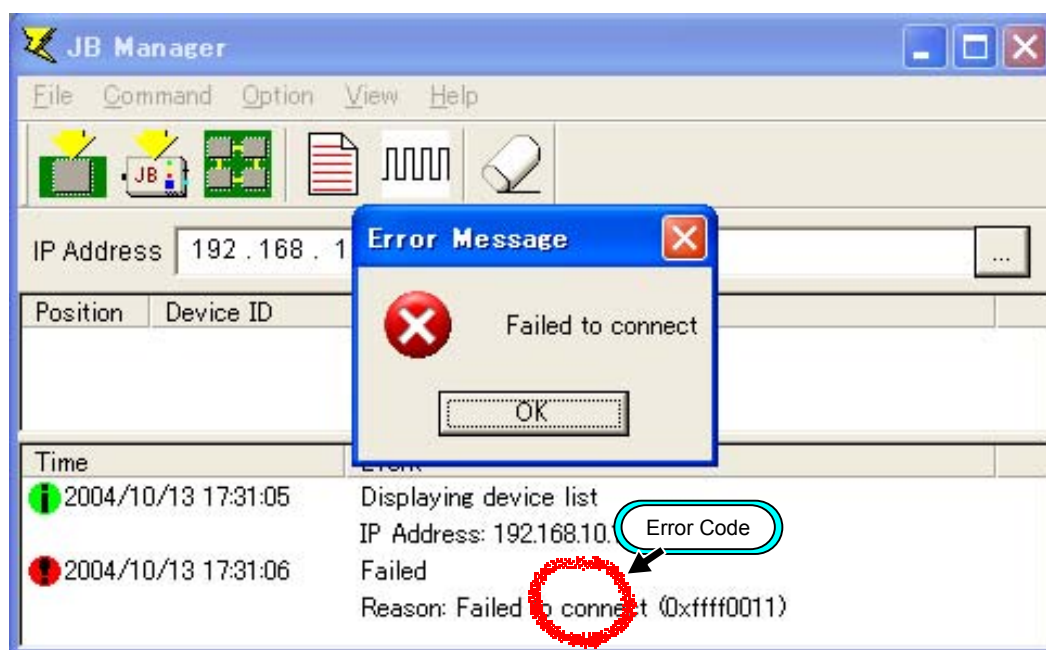 JB Manager
File Command Option View Help
JB
IP Address 192 . 168 . 1
...
Error Message
Failed to connect
OK
Position Device ID
Time
2004/10/13 17:31:05 Displaying device list
IP Address: 192.168.10.
Error Code
2004/10/13 17:31:06 Failed
Reason: Failed to connect (0xffff0011)